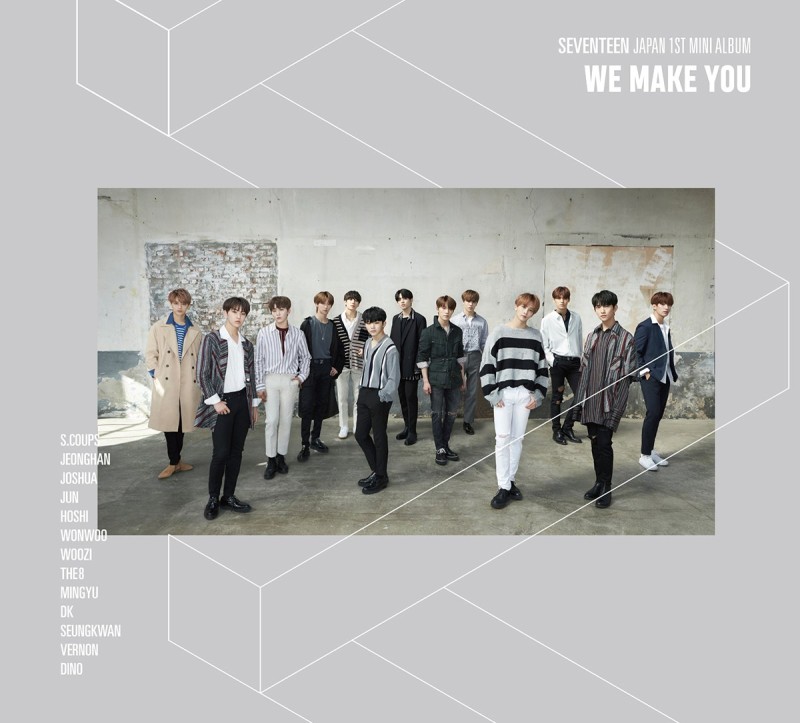 SEVENTEEN JAPAN 1ST MINI ALBUM
WE MAKE YOU
S.COUPS
JEONGHAN
JOSHUA
JUN
HOSHI
WONWOO
WOOZI
THE8
MINGYU
DK
SEUNGKWAN
VERNON
DINO